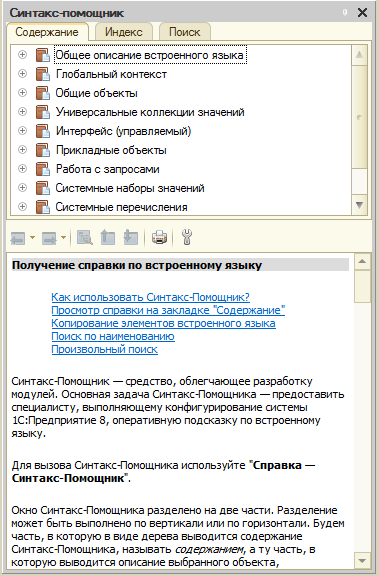 Синтакс-помощник
Содержание Индекс Поиск
Общее описание встроенного языка
Глобальный контекст
Общие объекты
Универсальные коллекции значений
Интерфейс (управляемый)
Прикладные объекты
Работа с запросами
Системные наборы значений
Системные перечисления
Получение справки по встроенному языку
Как использовать Синтакс-Помощник?
Просмотр справки на закладке "Содержание"
Копирование элементов встроенного языка
Поиск по наименованию
Произвольный поиск
Синтакс-Помощник — средство, облегчающее разработку
модулей. Основная задача Синтакс-Помощника — предоставить
специалисту, выполняющему конфигурирование системы
1С:Предприятие 8, оперативную подсказку по встроенному
языку.
Для вызова Синтакс-Помощника используйте "Справка —
Синтакс-Помощник".
Окно Синтакс-Помощника разделено на две части. Разделение
может быть выполнено по вертикали или по горизонтали. Будем
часть, в которую в виде дерева выводится содержание
Синтакс-Помощника, называть содержанием, а ту часть, в
которую выводится описание выбранного объекта,